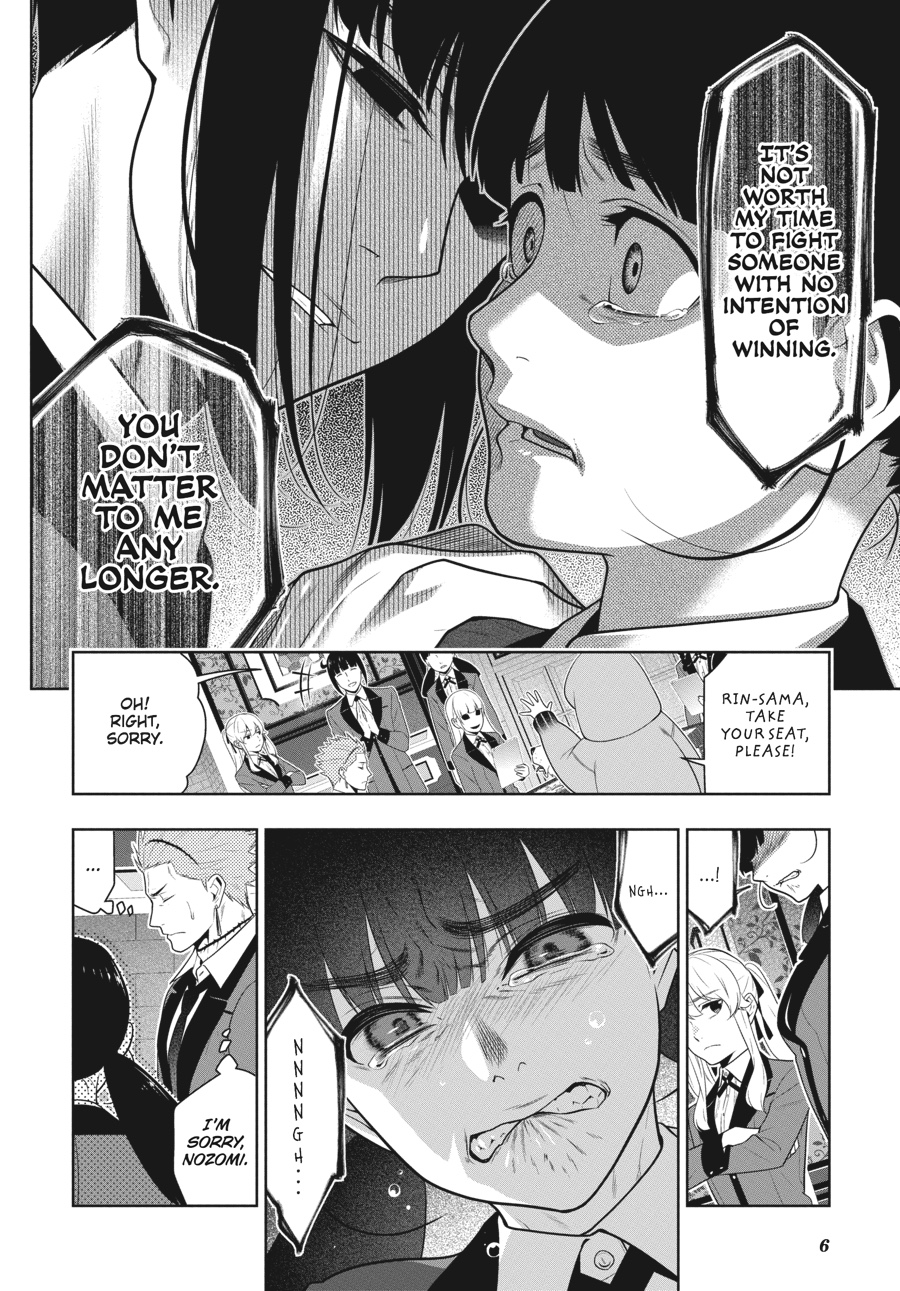 IT'S
NOT
WORTH
MY TIME
TO FIGHT
SOMEONE
WITH NO
INTENTION
OF
WINNING.
YOU
DON'T
MATTER
TO ME
ANY
LONGER.
RIN-SAMA,
TAKE
YOUR SEAT,
PLEASE!
OH!
RIGHT,
SORRY.
...!
NGH...
NNNNGH...
...
I'M
SORRY,
NOZOMI.
6